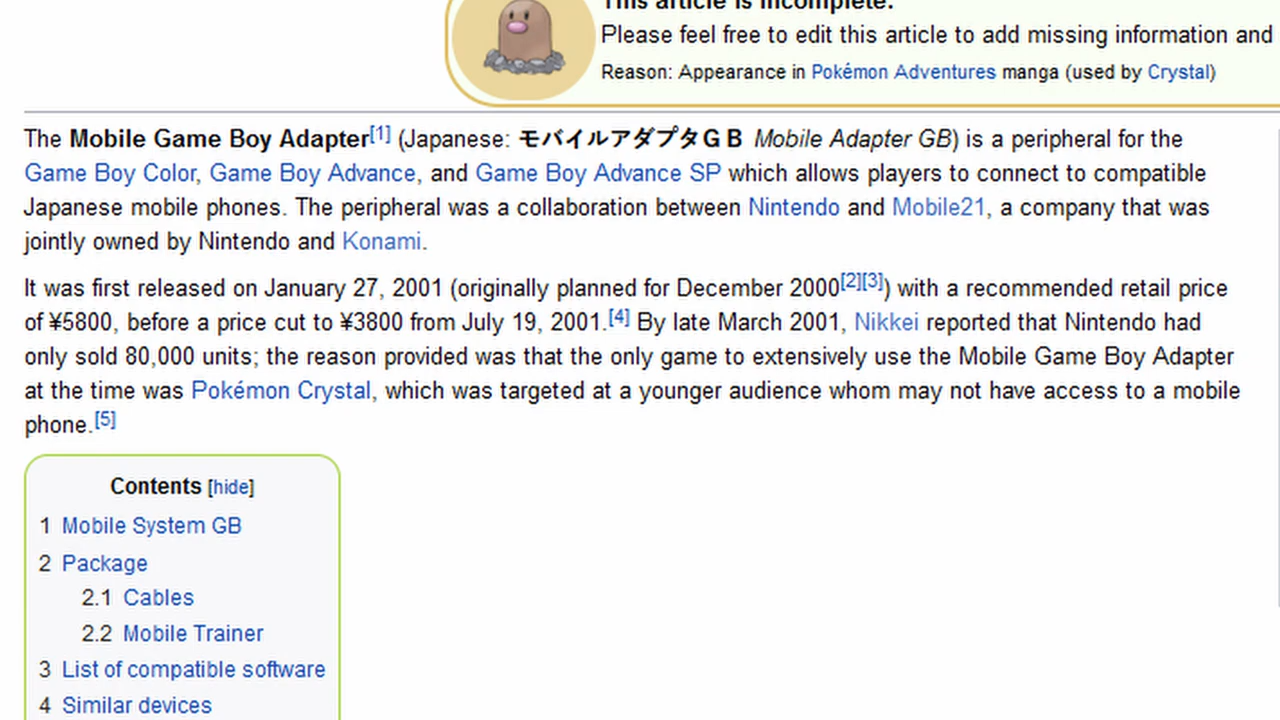 This article is incomplete.
Please feel free to edit this article to add missing information and
Reason: Appearance in Pokémon Adventures manga (used by Crystal)
The Mobile Game Boy Adapter[1] (Japanese: モバイルアダプタＧＢ Mobile Adapter GB) is a peripheral for the
Game Boy Color, Game Boy Advance, and Game Boy Advance SP which allows players to connect to compatible
Japanese mobile phones. The peripheral was a collaboration between Nintendo and Mobile21, a company that was
jointly owned by Nintendo and Konami.
It was first released on January 27, 2001 (originally planned for December 2000[2][3]) with a recommended retail price
of ¥5800, before a price cut to ¥3800 from July 19, 2001.[4] By late March 2001, Nikkei reported that Nintendo had
only sold 80,000 units; the reason provided was that the only game to extensively use the Mobile Game Boy Adapter
at the time was Pokémon Crystal, which was targeted at a younger audience whom may not have access to a mobile
phone.[5]
Contents [hide]
1 Mobile System GB
2 Package
2.1 Cables
2.2 Mobile Trainer
3 List of compatible software
4 Similar devices